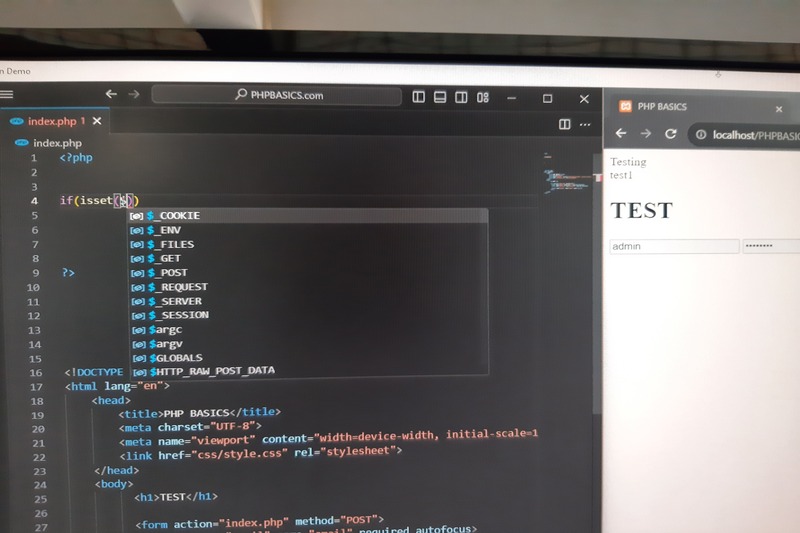 n Demo
PHPBASICS.com
index.php 1
index.php
1 <?php
2
3
4 if(isset($))
5 $_COOKIE
6 $_ENV
7 $_FILES
8 $_GET
9 ?> $_POST
10 $_REQUEST
11 $_SERVER
12 $_SESSION
13 $argc
14 $argv
15 $GLOBALS
16 <!DOCTYPE $HTTP_RAW_POST_DATA
17 <html lang="en">
18 <head>
19 <title>PHP BASICS</title>
20 <meta charset="UTF-8">
21 <meta name="viewport" content="width=device-width, initial-scale=1
22 <link href="css/style.css" rel="stylesheet">
23 </head>
24 <body>
25 <h1>TEST</h1>
26 <form action="index.php" method="POST">
27 required autofocus>
PHP BASICS
localhost/PHPBASIC
Testing
test1
TEST
admin